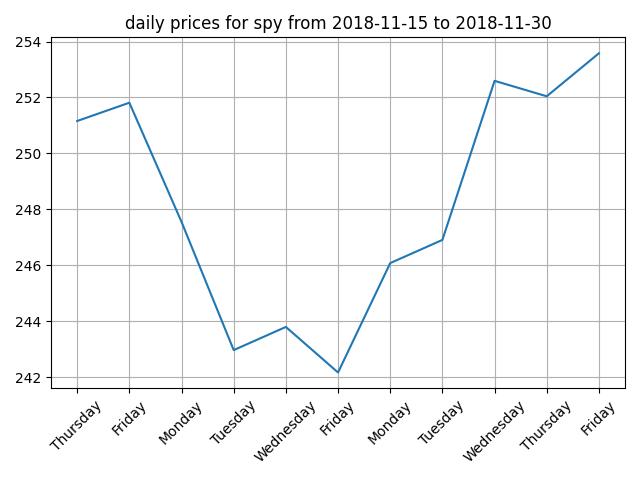 daily prices for spy from 2018-11-15 to 2018-11-30
254
252
250
248
246
244
242
Thursday
Friday
Monday
Tuesday
Wednesday
Friday
Monday
Tuesday
Wednesday
Thursday
Friday